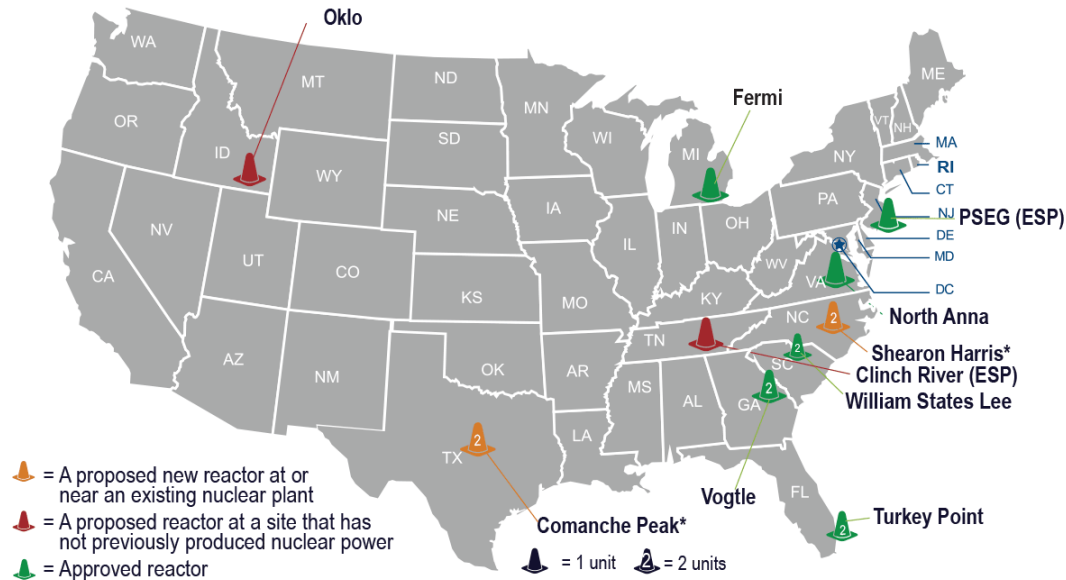 Oklo
WA
MT
ND
MN
ME
OR
ID
SD
WI
Fermi
MI
VT
NH
NY
MA
RI
CT
WY
NE
IA
PA
NJ
PSEG (ESP)
NV
UT
CO
IL
IN
OH
DE
MD
CA
KS
MO
WV
VA
DC
KY
North Anna
AZ
NM
OK
AR
TN
NC
2
Shearon Harris*
SC
2
Clinch River (ESP)
MS
AL
GA
2
William States Lee
TX
2
LA
FL
Vogtle
2
Turkey Point
Comanche Peak*
= A proposed new reactor at or
near an existing nuclear plant
= A proposed reactor at a site that has
not previously produced nuclear power
= Approved reactor
= 1 unit
2 = 2 units